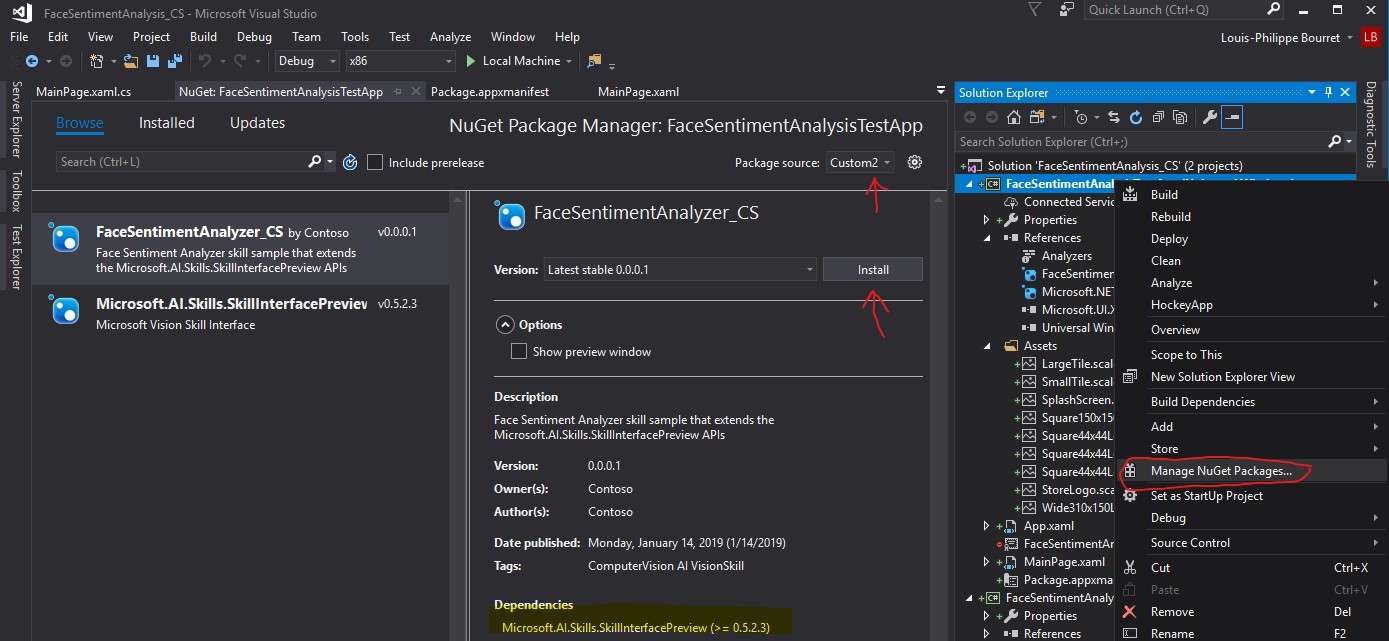 FaceSentimentAnalysis_CS - Microsoft Visual Studio
Quick Launch (Ctrl+Q)
File Edit View Project Build Debug Team Tools Test Analyze Window Help
Louis-Philippe Bourret LB
Debug x86 Local Machine
Server Explorer
Toolbox
Test Explorer
MainPage.xaml.cs NuGet: FaceSentimentAnalysisTestApp Package.appxmanifest MainPage.xaml
Browse Installed Updates
NuGet Package Manager: FaceSentimentAnalysisTestApp
Search (Ctrl+L) Include prerelease
Package source: Custom2
FaceSentimentAnalyzer_CS by Contoso v0.0.0.1
Face Sentiment Analyzer skill sample that extends
the Microsoft.AI.Skills.SkillInterfacePreview APIs
Microsoft.AI.Skills.SkillInterfacePreview v0.5.2.3
Microsoft Vision Skill Interface
FaceSentimentAnalyzer_CS
Version: Latest stable 0.0.0.1 Install
Options
Show preview window
Description
Face Sentiment Analyzer skill sample that extends the
Microsoft.AI.Skills.SkillInterfacePreview APIs
Version: 0.0.0.1
Owner(s): Contoso
Author(s): Contoso
Date published: Monday, January 14, 2019 (1/14/2019)
Tags: ComputerVision AI VisionSkill
Dependencies
Microsoft.AI.Skills.SkillInterfacePreview (>= 0.5.2.3)
Solution Explorer
Search Solution Explorer (Ctrl+;)
Solution 'FaceSentimentAnalysis_CS' (2 projects)
C# FaceSentimentAnal
Connected Servic
Properties
References
Analyzers
FaceSentimen
Microsoft.NE
Microsoft.UI.X
Universal Win
Assets
LargeTile.scal
SmallTile.scal
SplashScreen.
Square150x15
Square44x44L
Square44x44L
Square44x44L
StoreLogo.sca
Wide310x150L
App.xaml
FaceSentimentAr
MainPage.xaml
Package.appxma
C# FaceSentimentAnaly
Properties
References
Build
Rebuild
Deploy
Clean
Analyze
HockeyApp
Overview
Scope to This
New Solution Explorer View
Build Dependencies
Add
Store
Manage NuGet Packages...
Set as StartUp Project
Debug
Source Control
Cut Ctrl+X
Paste Ctrl+V
Remove Del
Rename F2
Diagnostic Tools